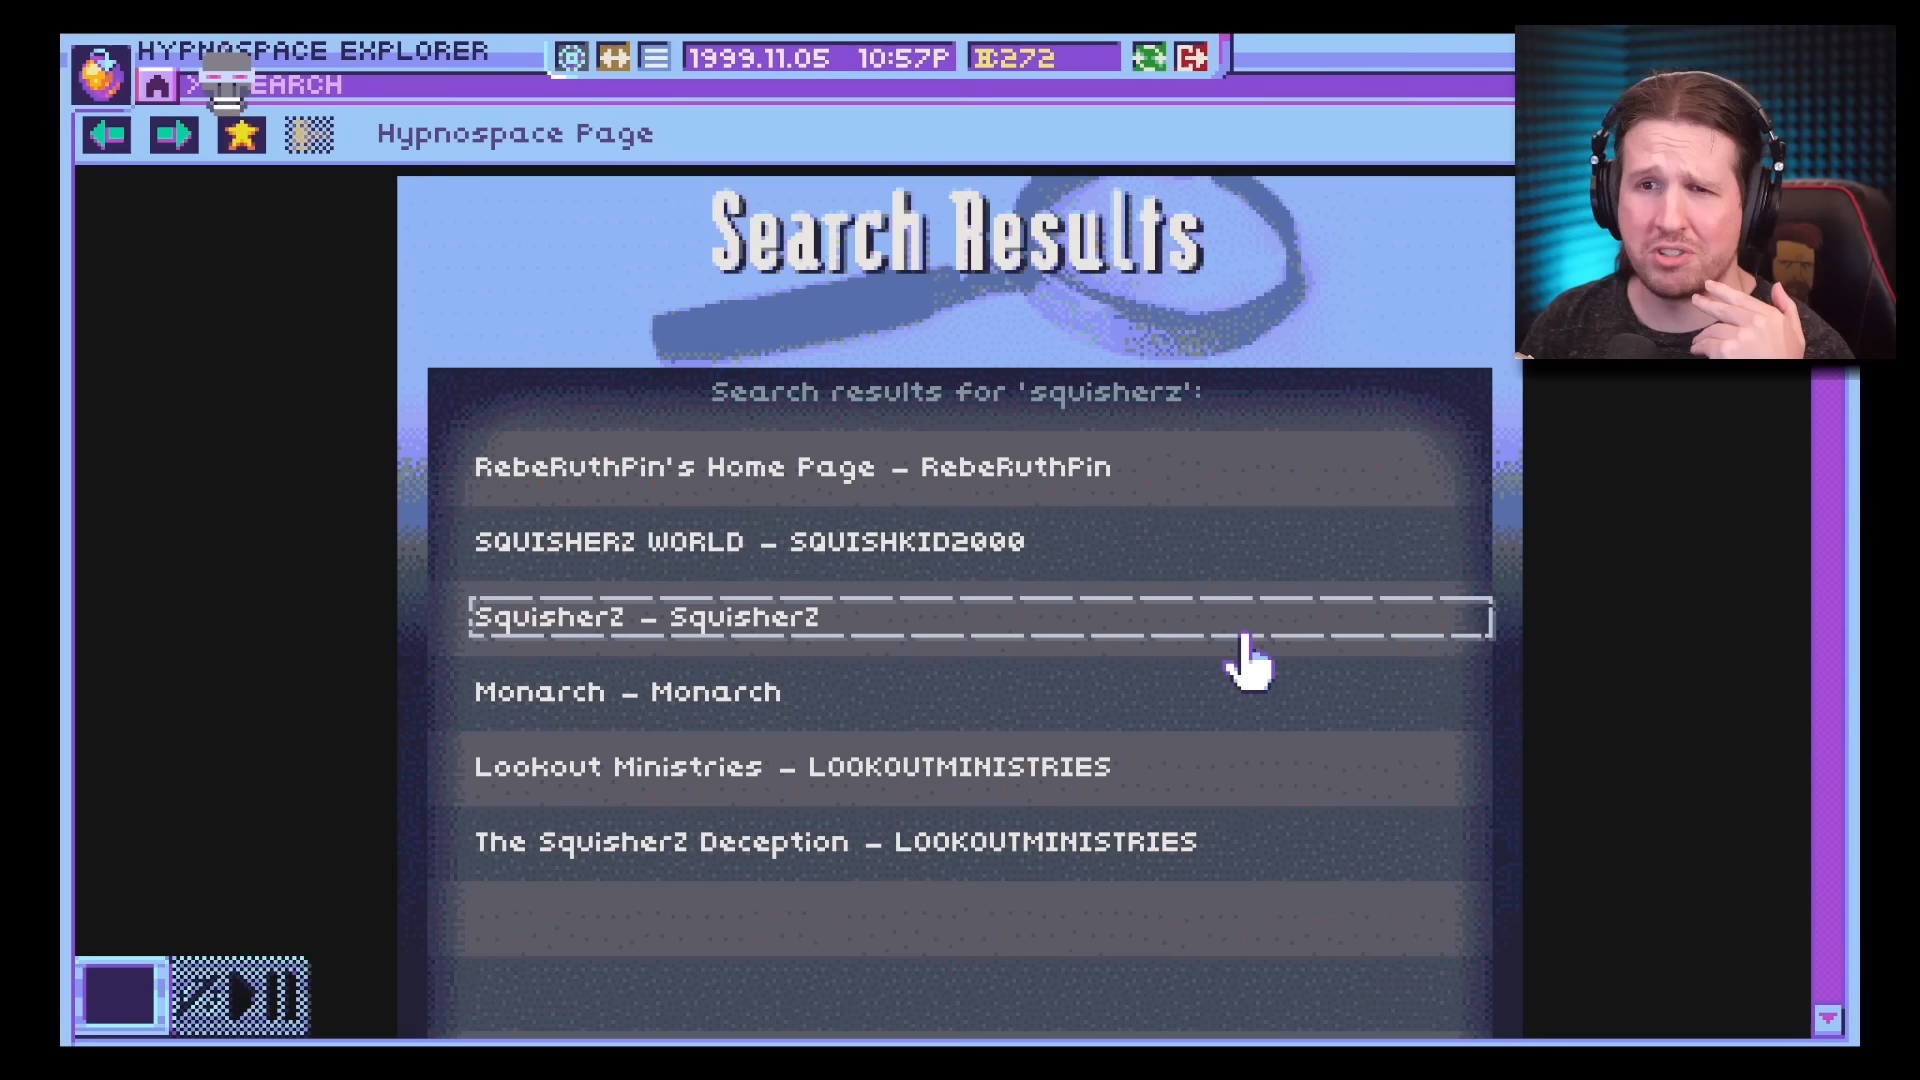 HYPNOSPACE EXPLORER
1999.11.05 10:57P
272
EARCH
Hypnospace Page
Search Results
Search results for 'squisherz':
RebeRuthPin's Home Page – RebeRuthPin
SQUISHERZ WORLD – SQUISHKID2000
SquisherZ – SquisherZ
Monarch – Monarch
Lookout Ministries – LOOKOUTMINISTRIES
The SquisherZ Deception – LOOKOUTMINISTRIES